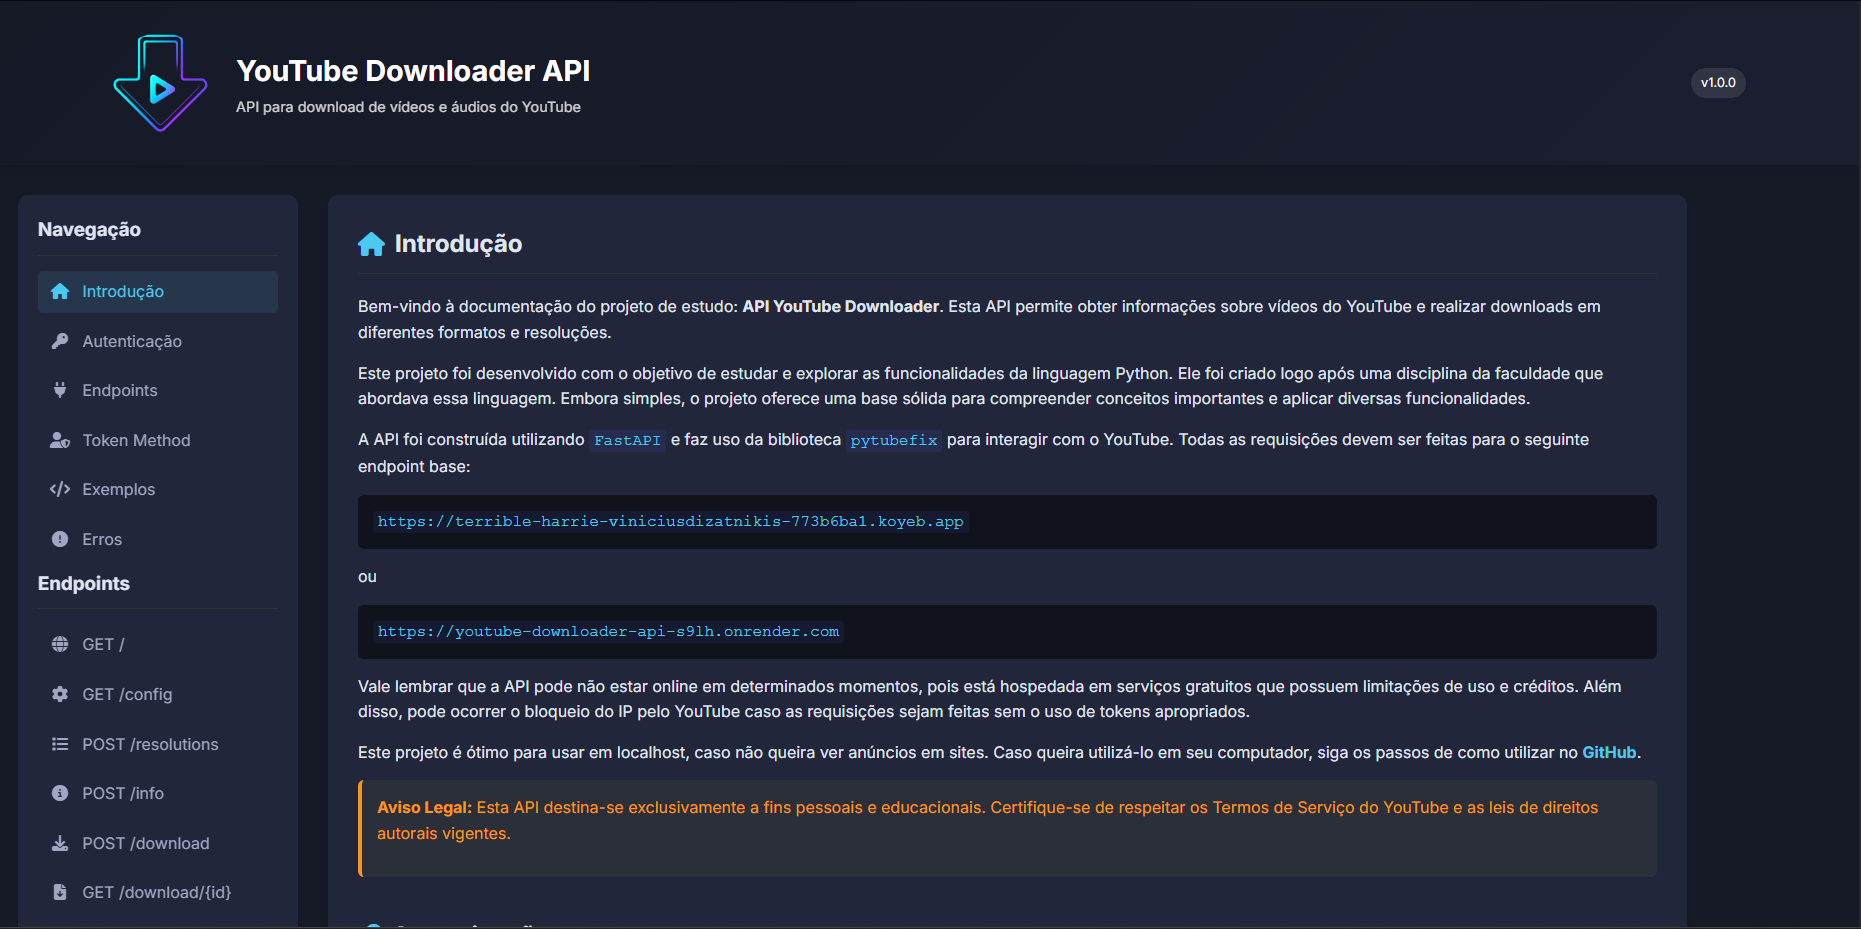 YouTube Downloader API
API para download de vídeos e áudios do YouTube
v1.0.0
Navegação
Introdução
Autenticação
Endpoints
Token Method
Exemplos
Erros
Endpoints
GET /
GET /config
POST /resolutions
POST /info
POST /download
GET /download/{id}
Introdução
Bem-vindo à documentação do projeto de estudo: API YouTube Downloader. Esta API permite obter informações sobre vídeos do YouTube e realizar downloads em
diferentes formatos e resoluções.
Este projeto foi desenvolvido com o objetivo de estudar e explorar as funcionalidades da linguagem Python. Ele foi criado logo após uma disciplina da faculdade que
abordava essa linguagem. Embora simples, o projeto oferece uma base sólida para compreender conceitos importantes e aplicar diversas funcionalidades.
A API foi construída utilizando FastAPI e faz uso da biblioteca pytubefix para interagir com o YouTube. Todas as requisições devem ser feitas para o seguinte
endpoint base:
https://terrible-harrie-viniciusdizatnikis-773b6ba1.koyeb.app
ou
https://youtube-downloader-api-s9lh.onrender.com
Vale lembrar que a API pode não estar online em determinados momentos, pois está hospedada em serviços gratuitos que possuem limitações de uso e créditos. Além
disso, pode ocorrer o bloqueio do IP pelo YouTube caso as requisições sejam feitas sem o uso de tokens apropriados.
Este projeto é ótimo para usar em localhost, caso não queira ver anúncios em sites. Caso queira utilizá-lo em seu computador, siga os passos de como utilizar no GitHub.
Aviso Legal: Esta API destina-se exclusivamente a fins pessoais e educacionais. Certifique-se de respeitar os Termos de Serviço do YouTube e as leis de direitos
autorais vigentes.